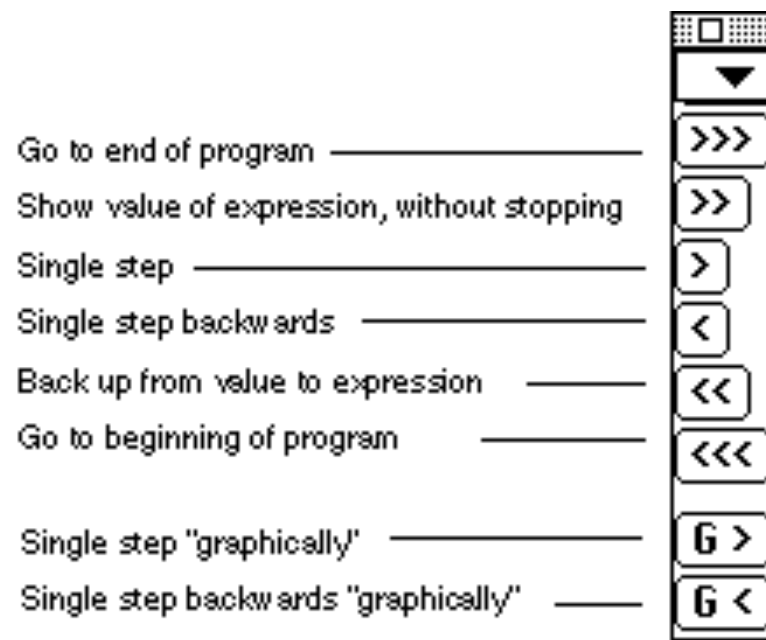 Go to end of program >>>
Show value of expression, without stopping >>
Single step >
Single step backwards <
Back up from value to expression <<
Go to beginning of program <<<
Single step "graphically" G >
Single step backwards "graphically" G <